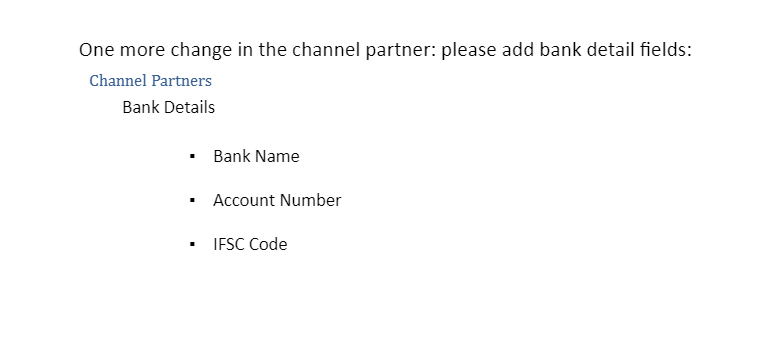 One more change in the channel partner: please add bank detail fields:
Channel Partners
Bank Details
▪ Bank Name
▪ Account Number
▪ IFSC Code